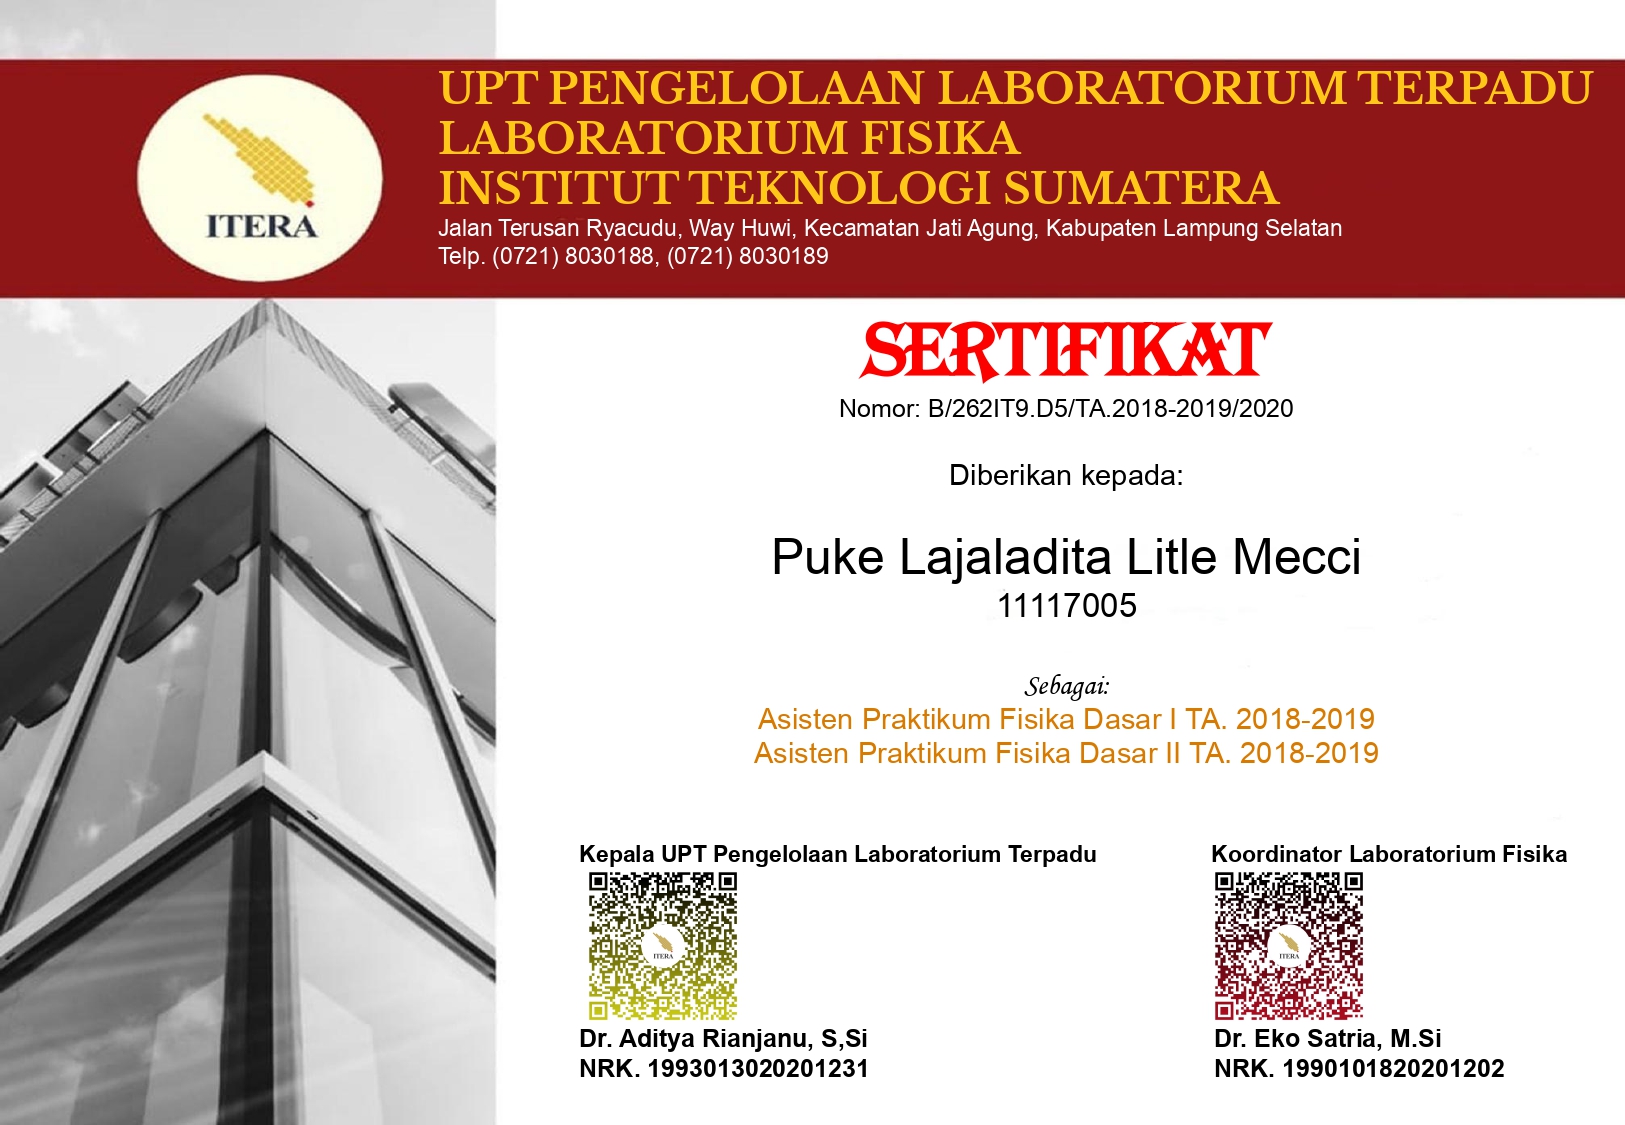 UPT PENGELOLAAN LABORATORIUM TERPADU
LABORATORIUM FISIKA
INSTITUT TEKNOLOGI SUMATERA
Jalan Terusan Ryacudu, Way Huwi, Kecamatan Jati Agung, Kabupaten Lampung Selatan
Telp. (0721) 8030188, (0721) 8030189
ITERA
SERTIFIKAT
Nomor: B/262IT9.D5/TA.2018-2019/2020
Diberikan kepada:
Puke Lajaladita Litle Mecci
11117005
Sebagai:
Asisten Praktikum Fisika Dasar I TA. 2018-2019
Asisten Praktikum Fisika Dasar II TA. 2018-2019
Kepala UPT Pengelolaan Laboratorium Terpadu
ITERA
Dr. Aditya Rianjanu, S,Si
NRK. 1993013020201231
Koordinator Laboratorium Fisika
ITERA
Dr. Eko Satria, M.Si
NRK. 1990101820201202